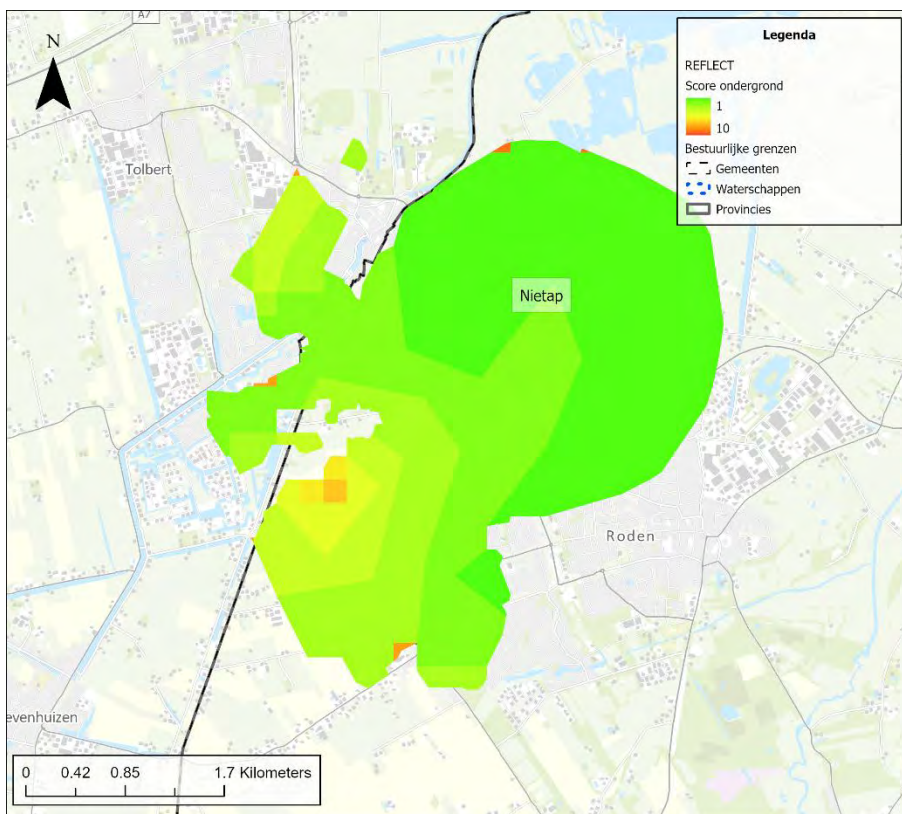 A7
N
Tolbert
Nietap
Roden
evenhuizen
Legenda
REFLECT
Score ondergrond
1
10
Bestuurlijke grenzen
Gemeenten
Waterschappen
Provincies
0 0.42 0.85 1.7 Kilometers